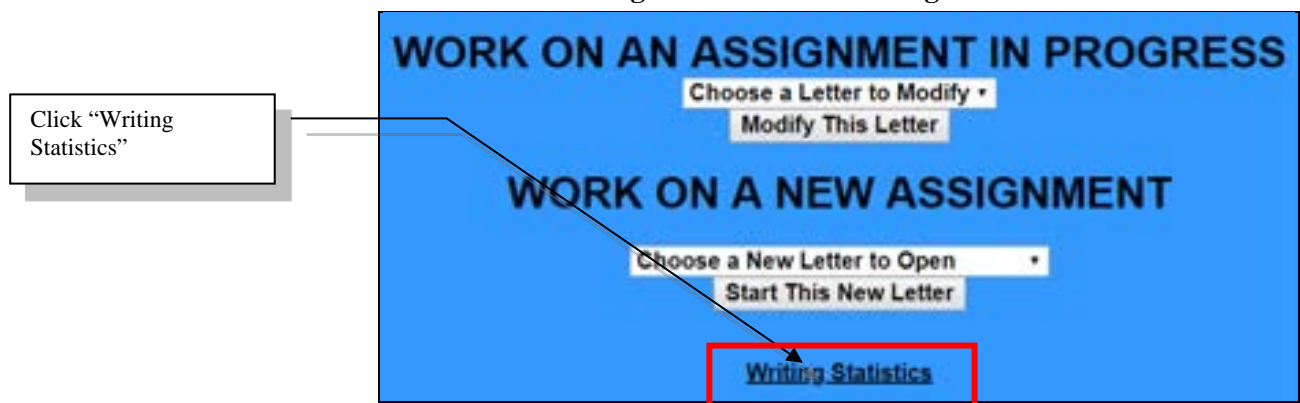 WORK ON AN ASSIGNMENT IN PROGRESS
Choose a Letter to Modify
Modify This Letter
Click “Writing
Statistics”
WORK ON A NEW ASSIGNMENT
Choose a New Letter to Open
Start This New Letter
Writing Statistics